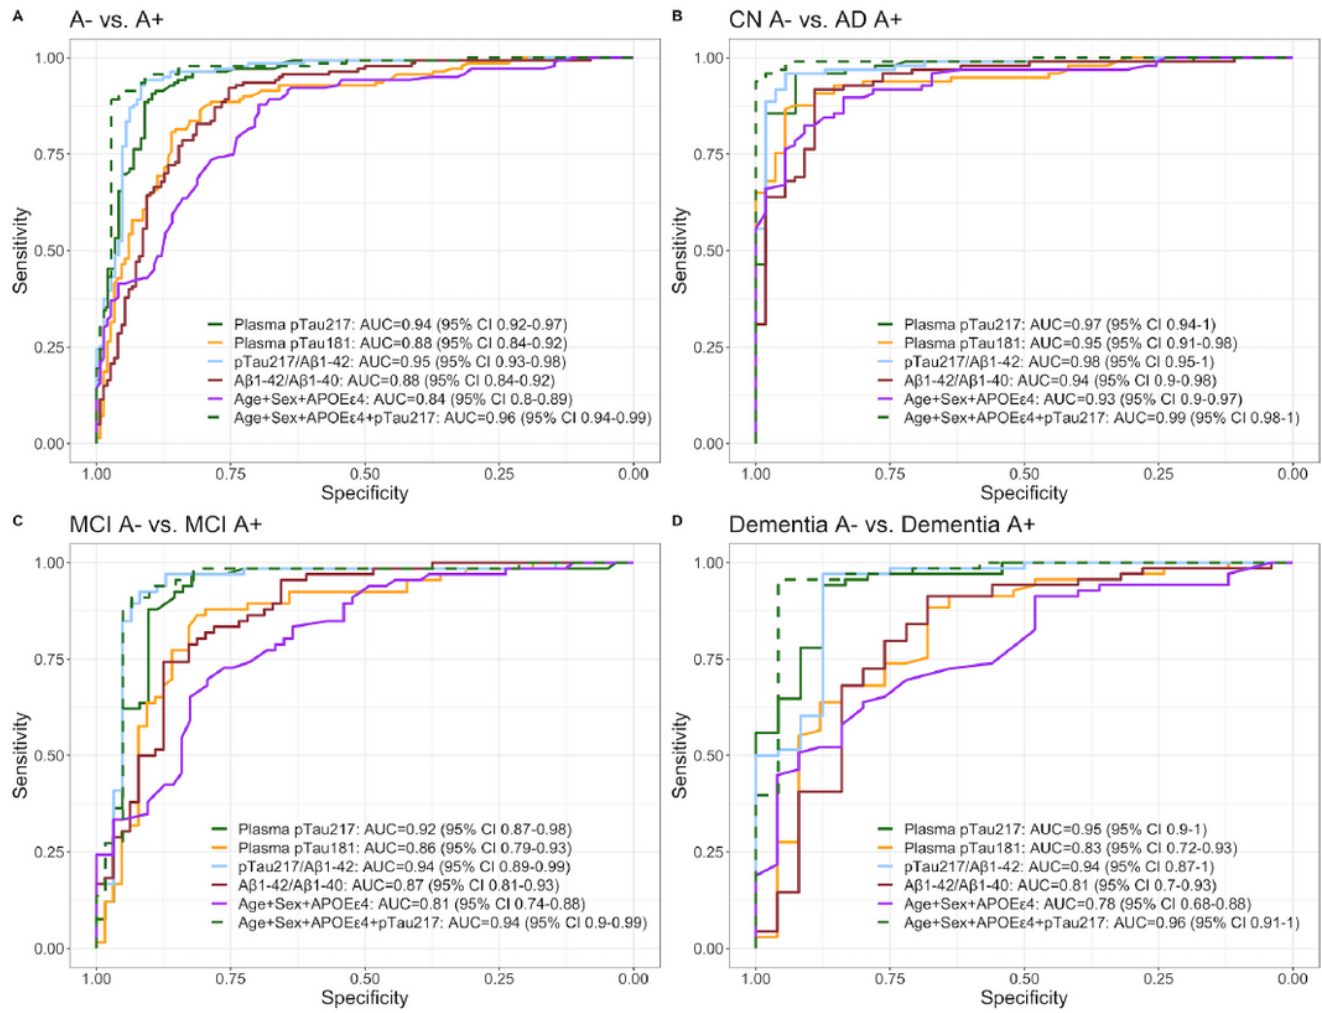 A A- vs. A+
1.00
0.75
0.50
0.25
0.00
Sensitivity
Plasma pTau217: AUC=0.94 (95% CI 0.92-0.97)
Plasma pTau181: AUC=0.88 (95% CI 0.84-0.92)
pTau217/Aβ1-42: AUC=0.95 (95% CI 0.93-0.98)
Aβ1-42/Aβ1-40: AUC=0.88 (95% CI 0.84-0.92)
Age+Sex+APOEε4: AUC=0.84 (95% CI 0.8-0.89)
Age+Sex+APOEε4+pTau217: AUC=0.96 (95% CI 0.94-0.99)
1.00 0.75 0.50 0.25 0.00
Specificity
B CN A- vs. AD A+
1.00
0.75
0.50
0.25
0.00
Sensitivity
Plasma pTau217: AUC=0.97 (95% CI 0.94-1)
Plasma pTau181: AUC=0.95 (95% CI 0.91-0.98)
pTau217/Aβ1-42: AUC=0.98 (95% CI 0.95-1)
Aβ1-42/Aβ1-40: AUC=0.94 (95% CI 0.9-0.98)
Age+Sex+APOEε4: AUC=0.93 (95% CI 0.9-0.97)
Age+Sex+APOEε4+pTau217: AUC=0.99 (95% CI 0.98-1)
1.00 0.75 0.50 0.25 0.00
Specificity
C MCI A- vs. MCI A+
1.00
0.75
0.50
0.25
0.00
Sensitivity
Plasma pTau217: AUC=0.92 (95% CI 0.87-0.98)
Plasma pTau181: AUC=0.86 (95% CI 0.79-0.93)
pTau217/Aβ1-42: AUC=0.94 (95% CI 0.89-0.99)
Aβ1-42/Aβ1-40: AUC=0.87 (95% CI 0.81-0.93)
Age+Sex+APOEε4: AUC=0.81 (95% CI 0.74-0.88)
Age+Sex+APOEε4+pTau217: AUC=0.94 (95% CI 0.9-0.99)
1.00 0.75 0.50 0.25 0.00
Specificity
D Dementia A- vs. Dementia A+
1.00
0.75
0.50
0.25
0.00
Sensitivity
Plasma pTau217: AUC=0.95 (95% CI 0.9-1)
Plasma pTau181: AUC=0.83 (95% CI 0.72-0.93)
pTau217/Aβ1-42: AUC=0.94 (95% CI 0.87-1)
Aβ1-42/Aβ1-40: AUC=0.81 (95% CI 0.7-0.93)
Age+Sex+APOEε4: AUC=0.78 (95% CI 0.68-0.88)
Age+Sex+APOEε4+pTau217: AUC=0.96 (95% CI 0.91-1)
1.00 0.75 0.50 0.25 0.00
Specificity